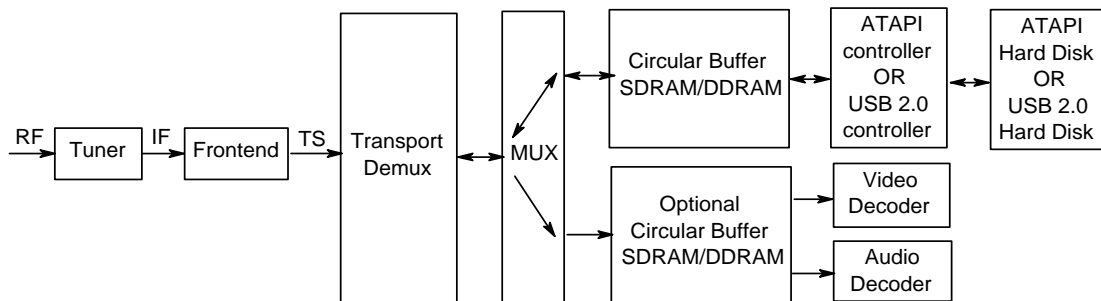 RF
Tuner
IF
Frontend
TS
Transport
Demux
MUX
Circular Buffer
SDRAM/DDRAM
ATAPI
controller
OR
USB 2.0
controller
ATAPI
Hard Disk
OR
USB 2.0
Hard Disk
Optional
Circular Buffer
SDRAM/DDRAM
Video
Decoder
Audio
Decoder